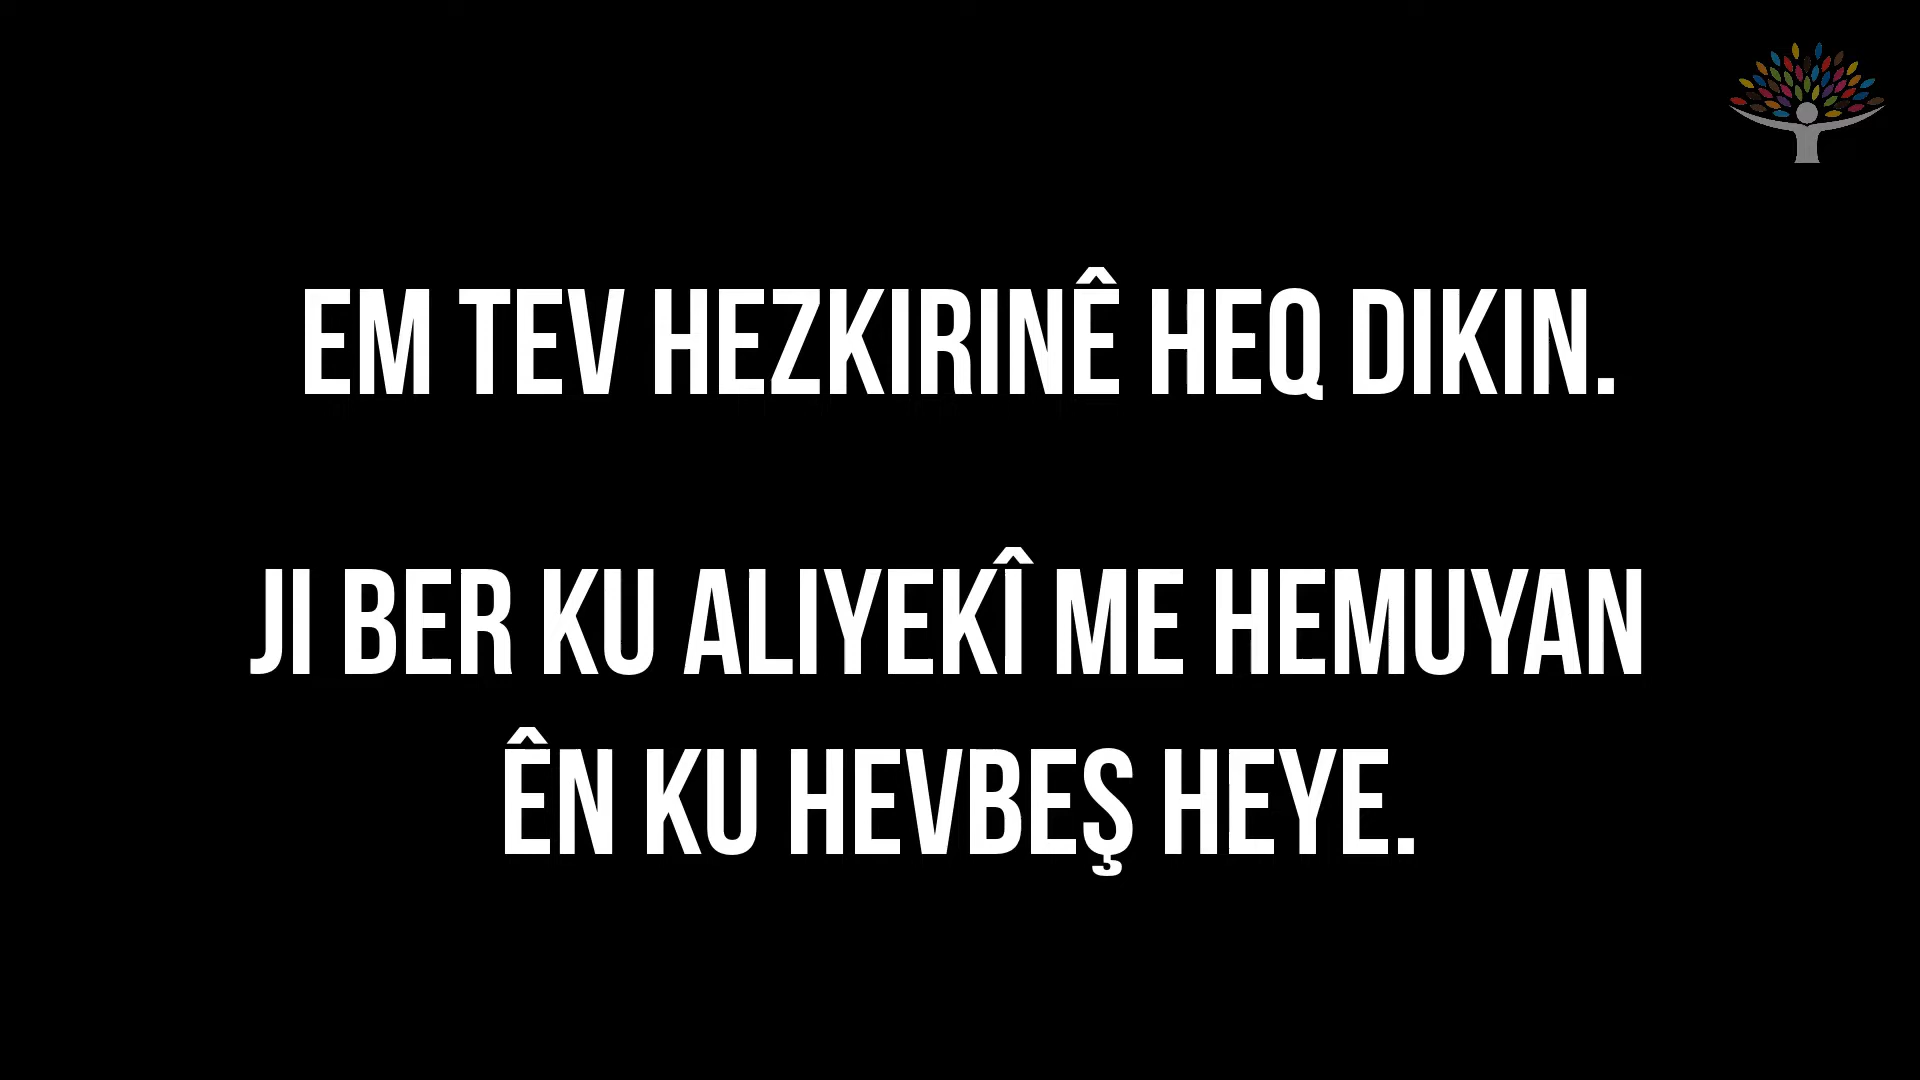 EM TEV HEZKIRINÊ HEQ DIKIN.
JI BER KU ALIYEKÎ ME HEMUYAN
ÊN KU HEVBEŞ HEYE.